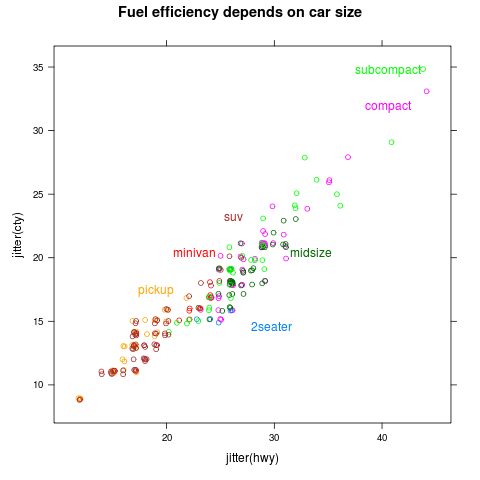 Fuel efficiency depends on car size
35
30
25
20
15
10
jitter(cty)
subcompact
compact
suv
minivan
midsize
pickup
2seater
20
30
40
jitter(hwy)